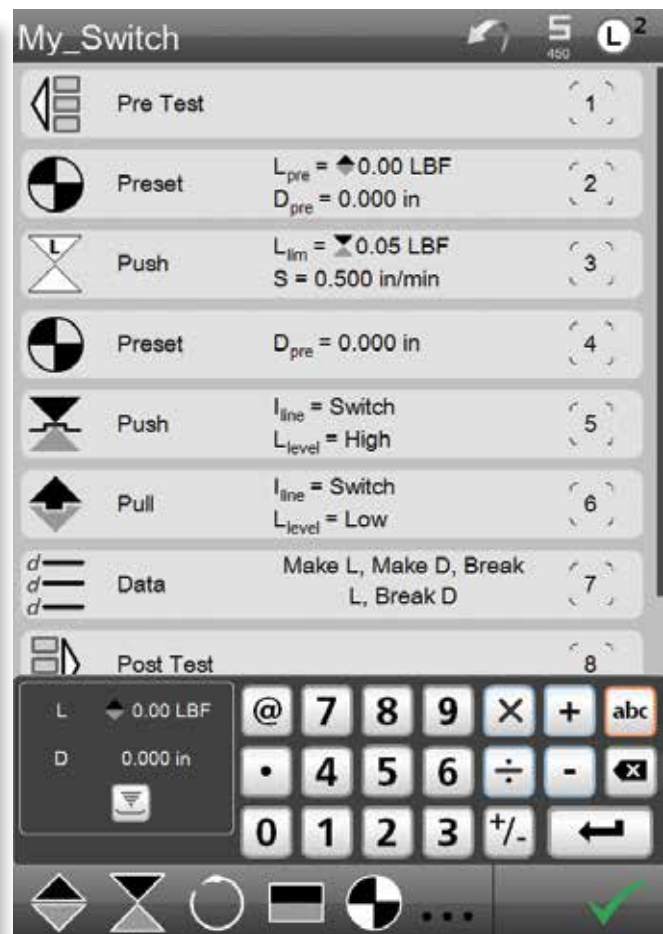 My_Switch S 450 L 2
Pre Test 1
Preset Lpre = 0.00 LBF 2
Dpre = 0.000 in
L Push Llim = 0.05 LBF 3
S = 0.500 in/min
Preset Dpre = 0.000 in 4
Push Iline = Switch 5
Llevel = High
Pull Iline = Switch 6
Llevel = Low
d
d Data Make L, Make D, Break 7
d L, Break D
Post Test 8
L 0.00 LBF @ 7 8 9 × + abc
D 0.000 in • 4 5 6 ÷ -
0 1 2 3 +/-
...